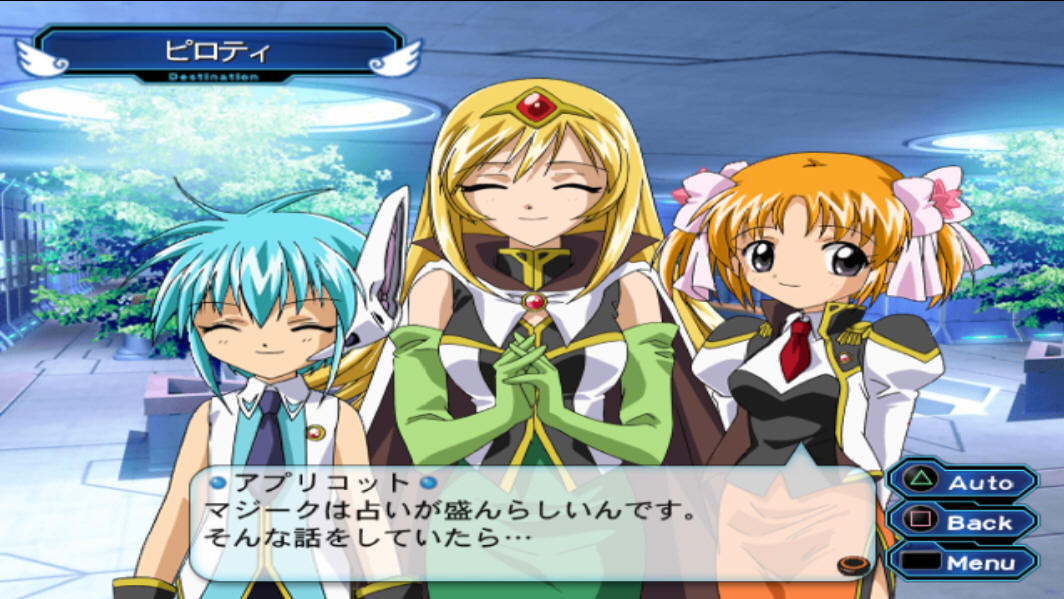 ピロティ
Destination
アプリコット
マジークは占いが盛んらしいんです。
そんな話をしていたら…
Auto
Back
Menu